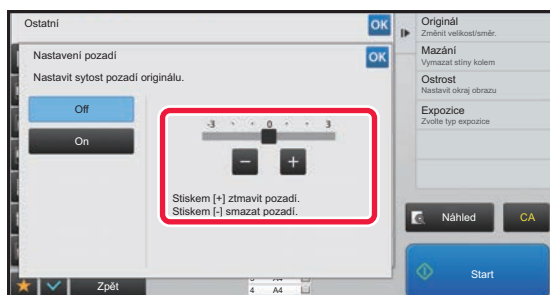 Ostatní
OK
Nastavení pozadí
OK
Nastavit sytost pozadí originálu.
Off
On
-3 0 3
Stiskem [+] ztmavit pozadí.
Stiskem [-] smazat pozadí.
Originál
Změnit velikost/směr.
Mazání
Vymazat stíny kolem
Ostrost
Nastavit okraj obrazu
Expozice
Zvolte typ expozice
Náhled
CA
Start
Zpět
4 A4